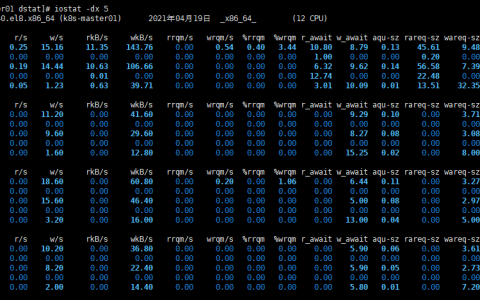 er01 dstat]# iostat -dx 5
0.el8.x86_64 (k8s-master01) 2021年04月19日 _x86_64_ (12 CPU)
r/s w/s rkB/s wkB/s rrqm/s wrqm/s %rrqm %wrqm r_await w_await aqu-sz rareq-sz wareq-sz
0.25 15.16 11.35 143.76 0.00 0.54 0.40 3.44 10.80 8.79 0.13 45.61 9.48
0.00 0.00 0.00 0.00 0.00 0.00 0.00 0.00 1.00 0.00 0.00 0.20 0.00
0.19 14.44 10.63 106.66 0.00 0.00 0.00 0.00 6.32 9.62 0.14 56.58 7.39
0.00 0.00 0.01 0.00 0.00 0.00 0.00 0.00 12.74 0.00 0.00 22.48 0.00
0.05 1.23 0.63 39.71 0.00 0.00 0.00 0.00 3.01 10.09 0.01 13.51 32.35
r/s w/s rkB/s wkB/s rrqm/s wrqm/s %rrqm %wrqm r_await w_await aqu-sz rareq-sz wareq-sz
0.00 11.20 0.00 41.60 0.00 0.00 0.00 0.00 0.00 9.29 0.10 0.00 3.71
0.00 0.00 0.00 0.00 0.00 0.00 0.00 0.00 0.00 0.00 0.00 0.00 0.00
0.00 9.60 0.00 29.60 0.00 0.00 0.00 0.00 0.00 8.27 0.08 0.00 3.08
0.00 0.00 0.00 0.00 0.00 0.00 0.00 0.00 0.00 0.00 0.00 0.00 0.00
0.00 1.60 0.00 12.80 0.00 0.00 0.00 0.00 0.00 15.25 0.02 0.00 8.00
r/s w/s rkB/s wkB/s rrqm/s wrqm/s %rrqm %wrqm r_await w_await aqu-sz rareq-sz wareq-sz
0.00 18.60 0.00 60.80 0.00 0.20 0.00 1.06 0.00 6.44 0.11 0.00 3.27
0.00 0.00 0.00 0.00 0.00 0.00 0.00 0.00 0.00 0.00 0.00 0.00 0.00
0.00 15.60 0.00 46.40 0.00 0.00 0.00 0.00 0.00 5.00 0.08 0.00 2.97
0.00 0.00 0.00 0.00 0.00 0.00 0.00 0.00 0.00 0.00 0.00 0.00 0.00
0.00 3.20 0.00 16.00 0.00 0.00 0.00 0.00 0.00 13.00 0.04 0.00 5.00
r/s w/s rkB/s wkB/s rrqm/s wrqm/s %rrqm %wrqm r_await w_await aqu-sz rareq-sz wareq-sz
0.00 10.20 0.00 36.80 0.00 0.00 0.00 0.00 0.00 5.90 0.06 0.00 3.61
0.00 0.00 0.00 0.00 0.00 0.00 0.00 0.00 0.00 0.00 0.00 0.00 0.00
0.00 8.20 0.00 22.40 0.00 0.00 0.00 0.00 0.00 5.90 0.05 0.00 2.73
0.00 0.00 0.00 0.00 0.00 0.00 0.00 0.00 0.00 0.00 0.00 0.00 0.00
0.00 2.00 0.00 14.40 0.00 0.00 0.00 0.00 0.00 5.80 0.01 0.00 7.20